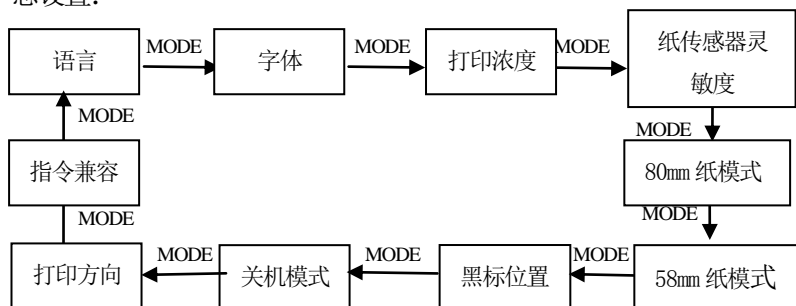 设置:
语言 MODE 字体 MODE 打印浓度 MODE 纸传感器灵
敏度
MODE MODE
指令兼容 80mm 纸模式
MODE MODE
打印方向 MODE 关机模式 MODE 黑标位置 MODE 58mm 纸模式